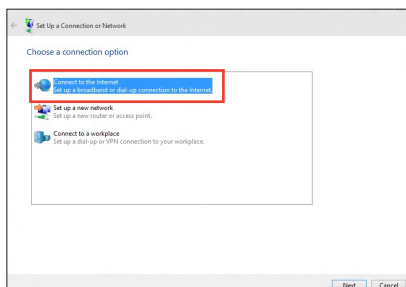 Set Up a Connection or Network
Choose a connection option
Connect to the Internet
Set up a broadband or dial-up connection to the Internet.
Set up a new network
Set up a new router or access point.
Connect to a workplace
Set up a dial-up or VPN connection to your workplace.
Next Cancel